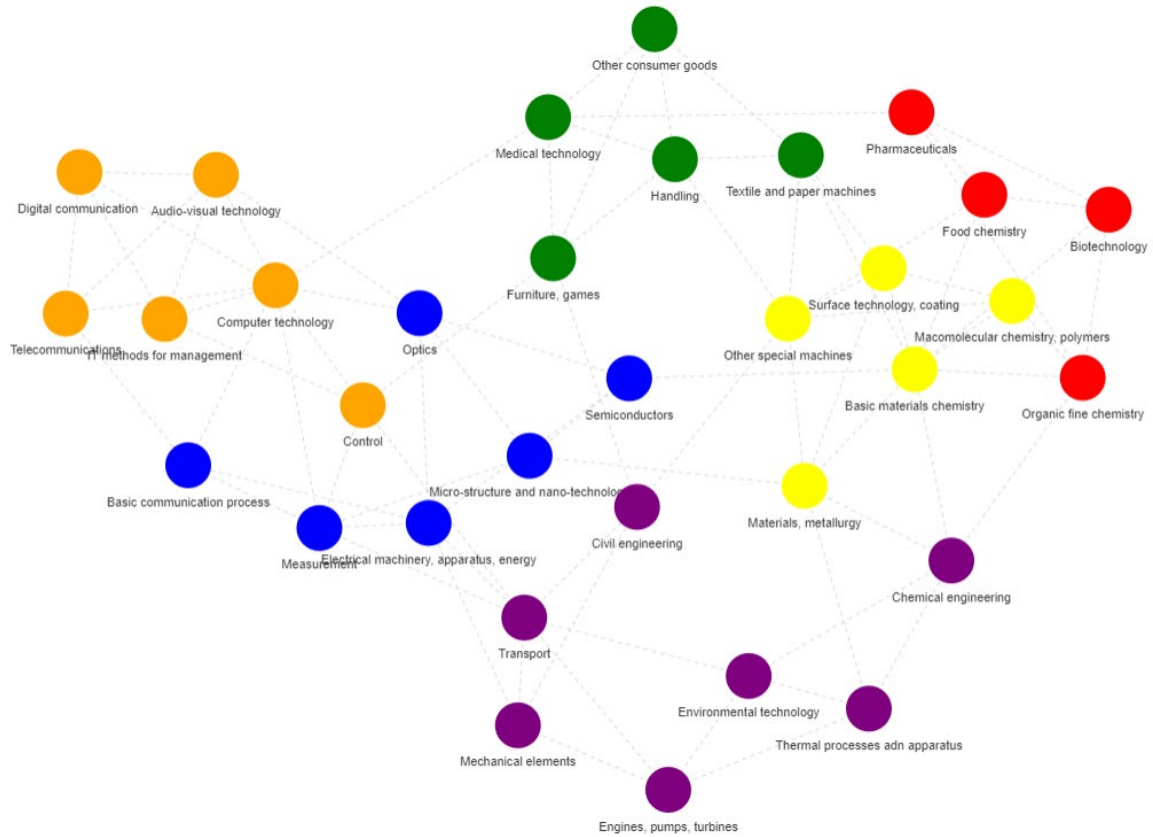 Other consumer goods
Medical technology
Pharmaceuticals
Handling
Textile and paper machines
Digital communication
Audio-visual technology
Food chemistry
Biotechnology
Furniture, games
Surface technology, coating
Computer technology
Macomolecular chemistry, polymers
Telecommunications
IT methods for management
Optics
Other special machines
Semiconductors
Basic materials chemistry
Organic fine chemistry
Control
Basic communication process
Micro-structure and nano-technolo
Materials, metallurgy
Civil engineering
Measurement
Electrical machinery, apparatus, energy
Chemical engineering
Transport
Environmental technology
Thermal processes adn apparatus
Mechanical elements
Engines, pumps, turbines